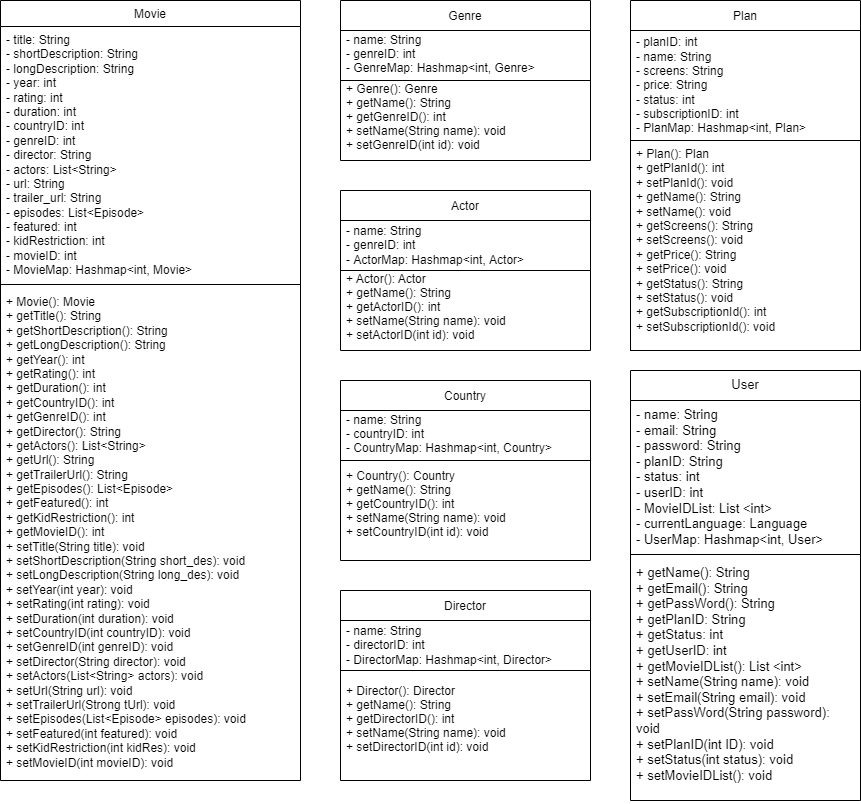 Movie
- title: String
- shortDescription: String
- longDescription: String
- year: int
- rating: int
- duration: int
- countryID: int
- genreID: int
- director: String
- actors: List<String>
- url: String
- trailer_url: String
- episodes: List<Episode>
- featured: int
- kidRestriction: int
- movieID: int
- MovieMap: Hashmap<int, Movie>
+ Movie(): Movie
+ getTitle(): String
+ getShortDescription(): String
+ getLongDescription(): String
+ getYear(): int
+ getRating(): int
+ getDuration(): int
+ getCountryID(): int
+ getGenreID(): int
+ getDirector(): String
+ getActors(): List<String>
+ getUrl(): String
+ getTrailerUrl(): String
+ getEpisodes(): List<Episode>
+ getFeatured(): int
+ getKidRestriction(): int
+ getMovieID(): int
+ setTitle(String title): void
+ setShortDescription(String short_des): void
+ setLongDescription(String long_des): void
+ setYear(int year): void
+ setRating(int rating): void
+ setDuration(int duration): void
+ setCountryID(int countryID): void
+ setGenreID(int genreID): void
+ setDirector(String director): void
+ setActors(List<String> actors): void
+ setUrl(String url): void
+ setTrailerUrl(Strong tUrl): void
+ setEpisodes(List<Episode> episodes): void
+ setFeatured(int featured): void
+ setKidRestriction(int kidRes): void
+ setMovieID(int movieID): void
Genre
- name: String
- genreID: int
- GenreMap: Hashmap<int, Genre>
+ Genre(): Genre
+ getName(): String
+ getGenreID(): int
+ setName(String name): void
+ setGenreID(int id): void
Actor
- name: String
- genreID: int
- ActorMap: Hashmap<int, Actor>
+ Actor(): Actor
+ getName(): String
+ getActorID(): int
+ setName(String name): void
+ setActorID(int id): void
Country
- name: String
- countryID: int
- CountryMap: Hashmap<int, Country>
+ Country(): Country
+ getName(): String
+ getCountryID(): int
+ setName(String name): void
+ setCountryID(int id): void
Director
- name: String
- directorID: int
- DirectorMap: Hashmap<int, Director>
+ Director(): Director
+ getName(): String
+ getDirectorID(): int
+ setName(String name): void
+ setDirectorID(int id): void
Plan
- planID: int
- name: String
- screens: String
- price: String
- status: int
- subscriptionID: int
- PlanMap: Hashmap<int, Plan>
+ Plan(): Plan
+ getPlanId(): int
+ setPlanId(): void
+ getName(): String
+ setName(): void
+ getScreens(): String
+ setScreens(): void
+ getPrice(): String
+ setPrice(): void
+ getStatus(): String
+ setStatus(): void
+ getSubscriptionId(): int
+ setSubscriptionId(): void
User
- name: String
- email: String
- password: String
- planID: String
- status: int
- userID: int
- MovieIDList: List <int>
- currentLanguage: Language
- UserMap: Hashmap<int, User>
+ getName(): String
+ getEmail(): String
+ getPassWord(): String
+ getPlanID: String
+ getStatus: int
+ getUserID: int
+ getMovieIDList(): List <int>
+ setName(String name): void
+ setEmail(String email): void
+ setPassWord(String password):
void
+ setPlanID(int ID): void
+ setStatus(int status): void
+ setMovieIDList(): void